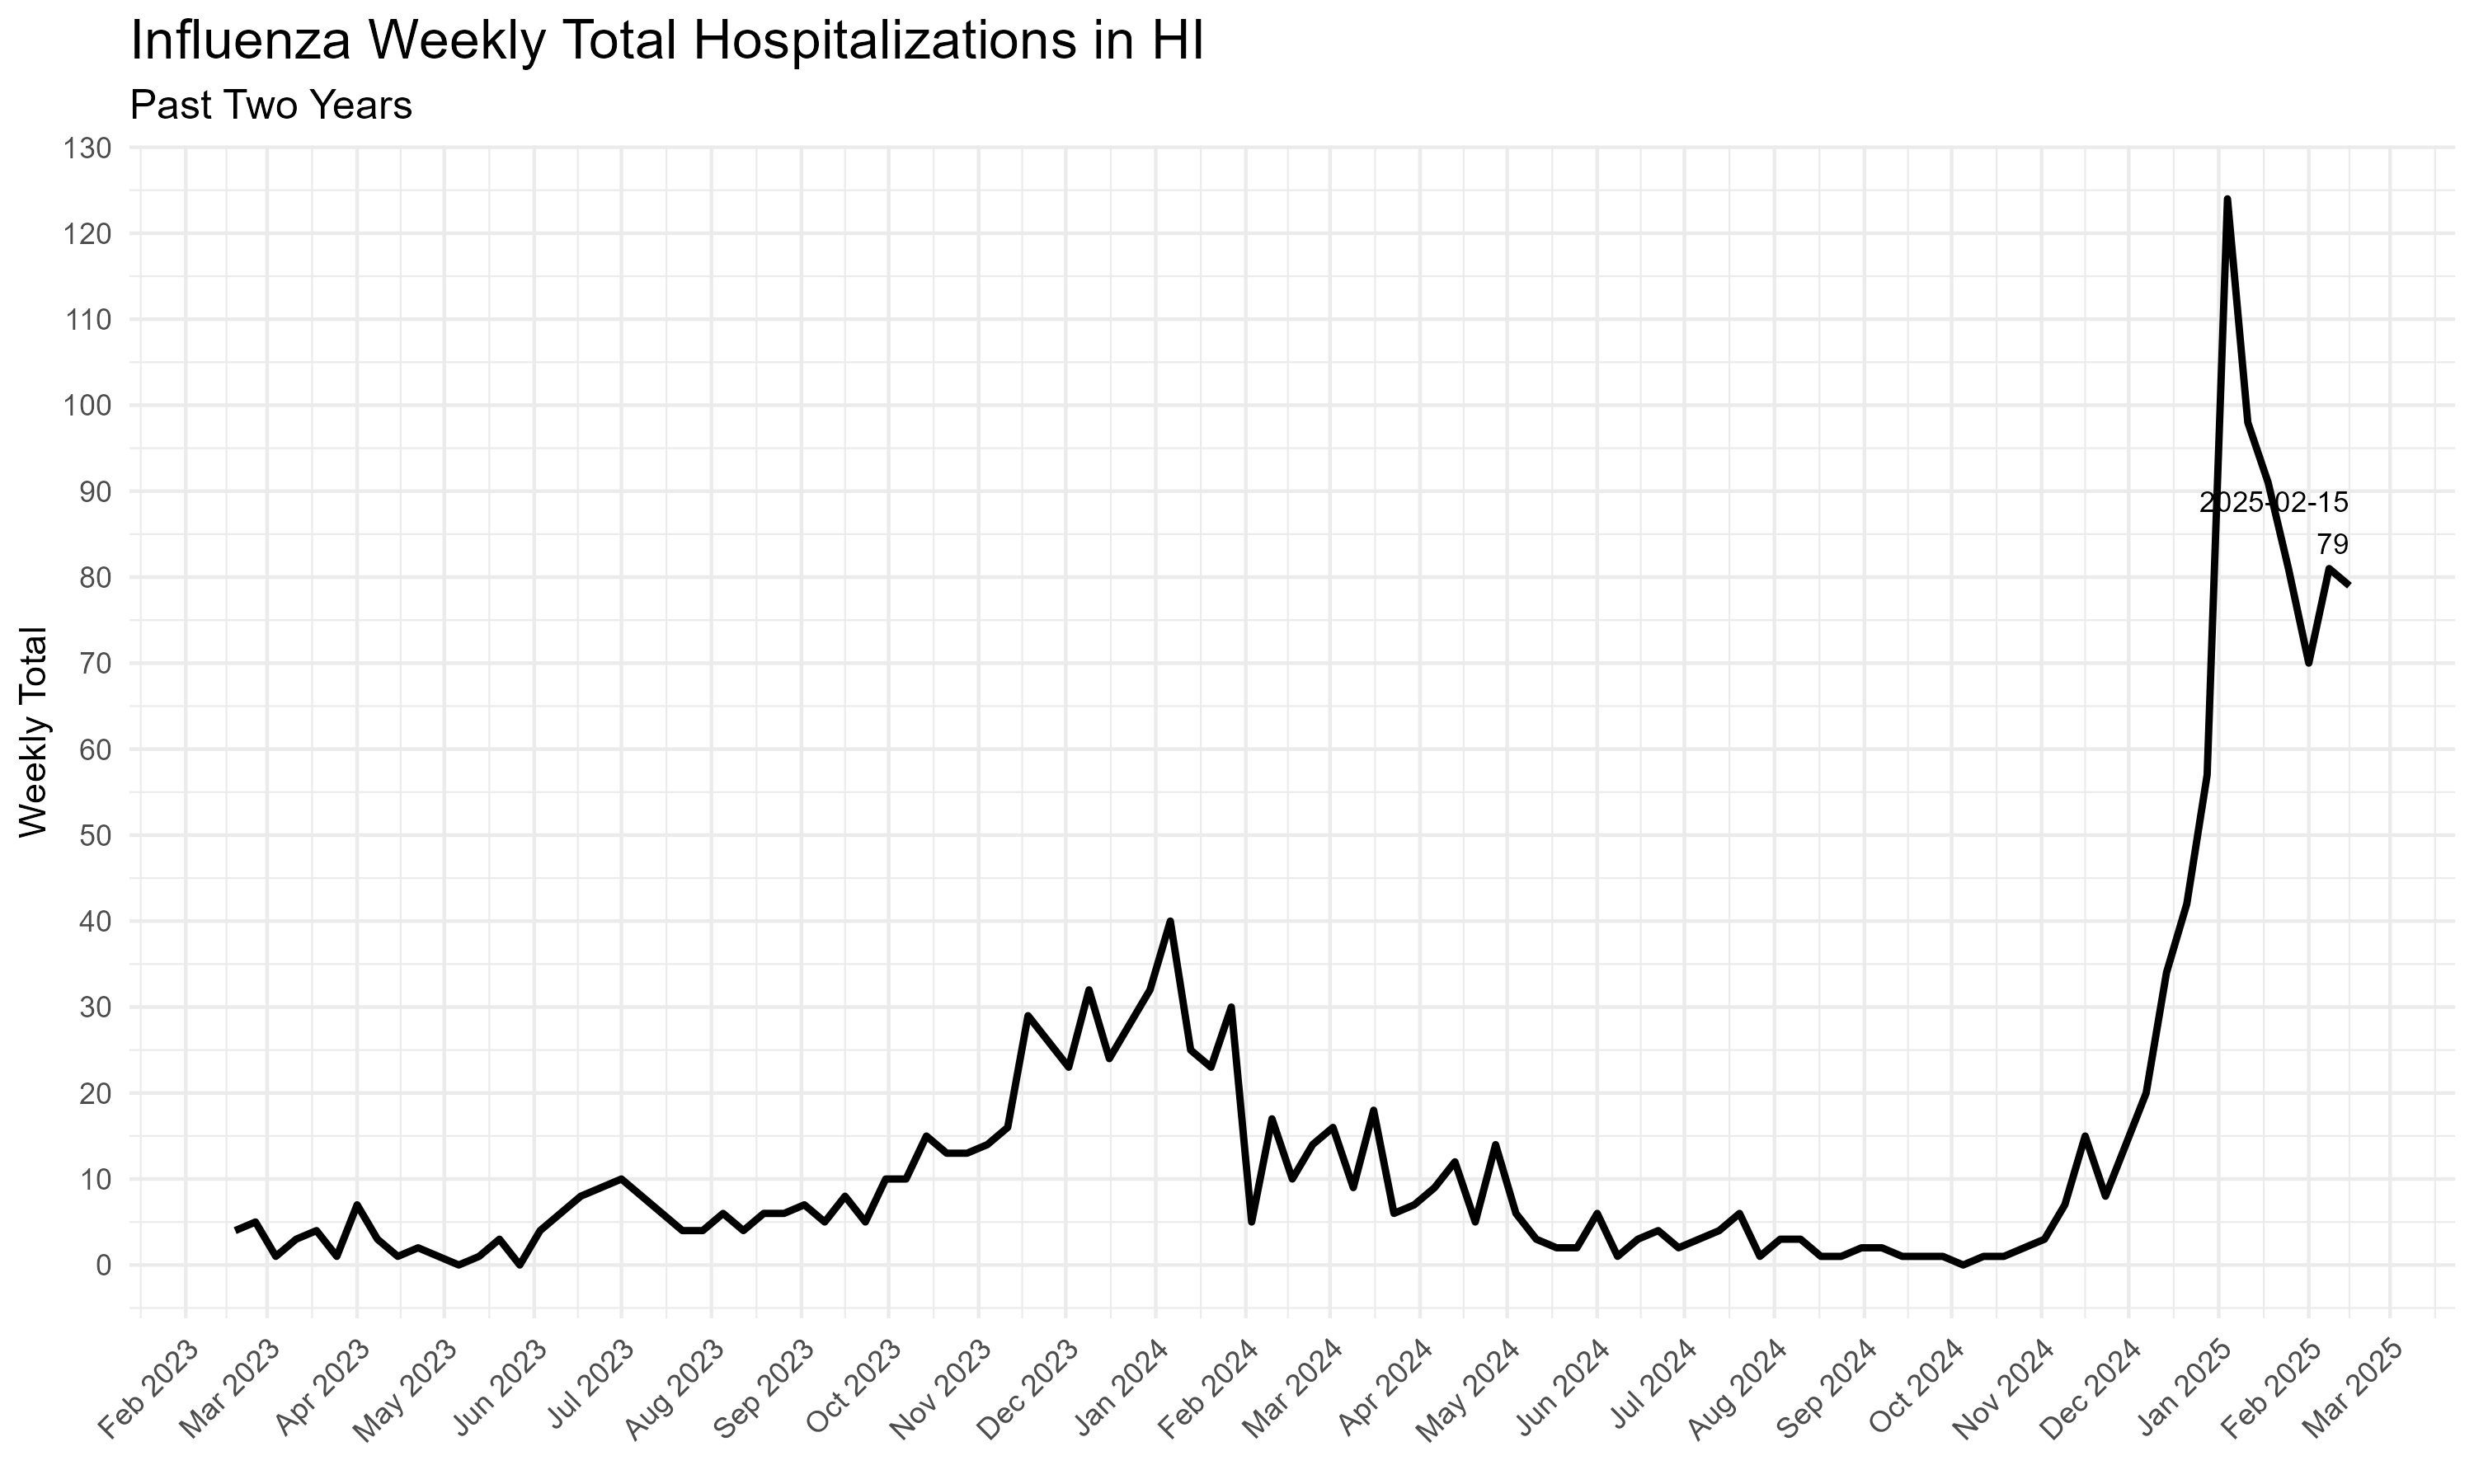 Influenza Weekly Total Hospitalizations in HI
Past Two Years
130
120
110
100
90
80
70
60
50
40
30
20
10
0
Weekly Total
2025-02-15
79
Feb 2023
Mar 2023
Apr 2023
May 2023
Jun 2023
Jul 2023
Aug 2023
Sep 2023
Oct 2023
Nov 2023
Dec 2023
Jan 2024
Feb 2024
Mar 2024
Apr 2024
May 2024
Jun 2024
Jul 2024
Aug 2024
Sep 2024
Oct 2024
Nov 2024
Dec 2024
Jan 2025
Feb 2025
Mar 2025